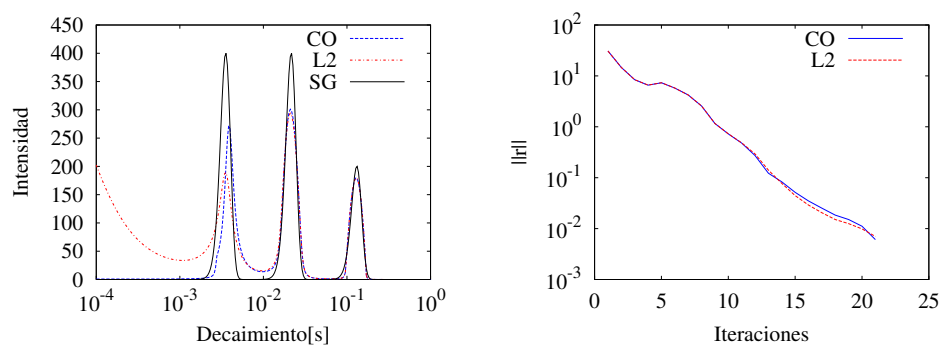 450
400
350
300
250
200
150
100
50
0
Intensidad
CO
L2
SG
10^-4 10^-3 10^-2 10^-1 10^0
Decaimiento[s]
10^2
10^1
10^0
10^-1
10^-2
10^-3
||r||
CO
L2
0 5 10 15 20 25
Iteraciones